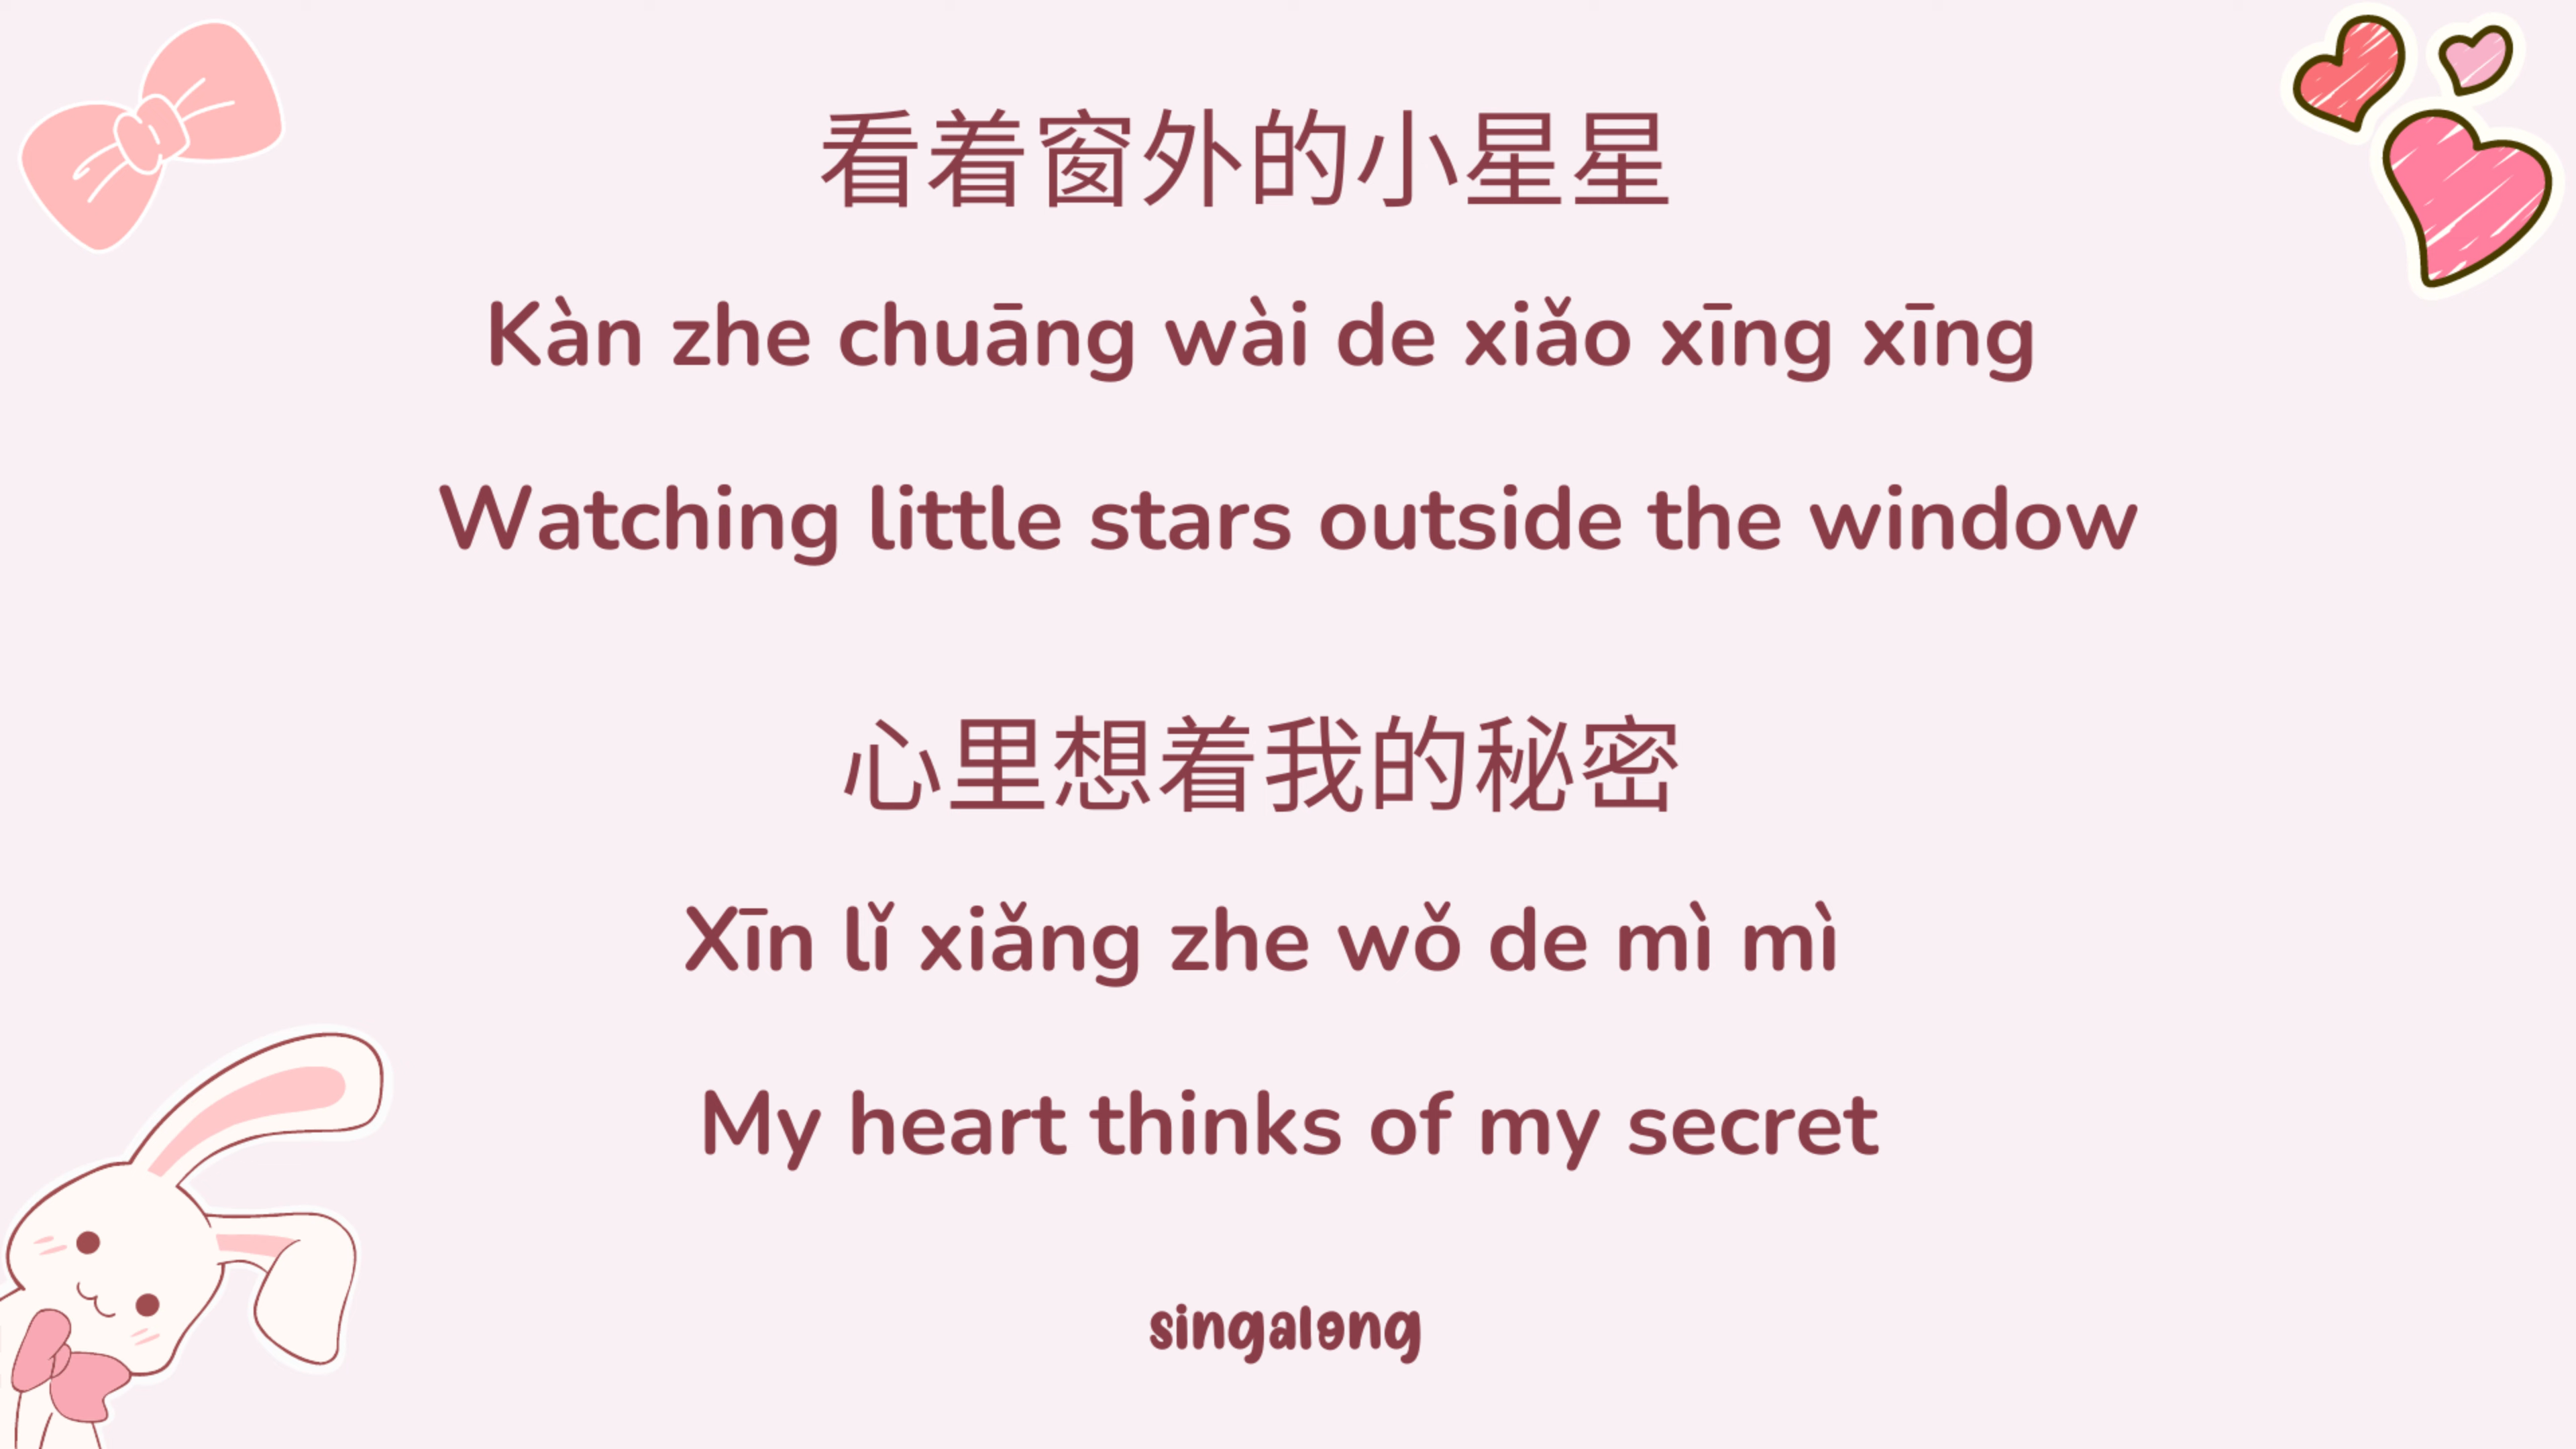 看着窗外的小星星
Kàn zhe chuāng wài de xiǎo xīng xīng
Watching little stars outside the window
心里想着我的秘密
Xīn lǐ xiǎng zhe wǒ de mì mì
My heart thinks of my secret
singalong